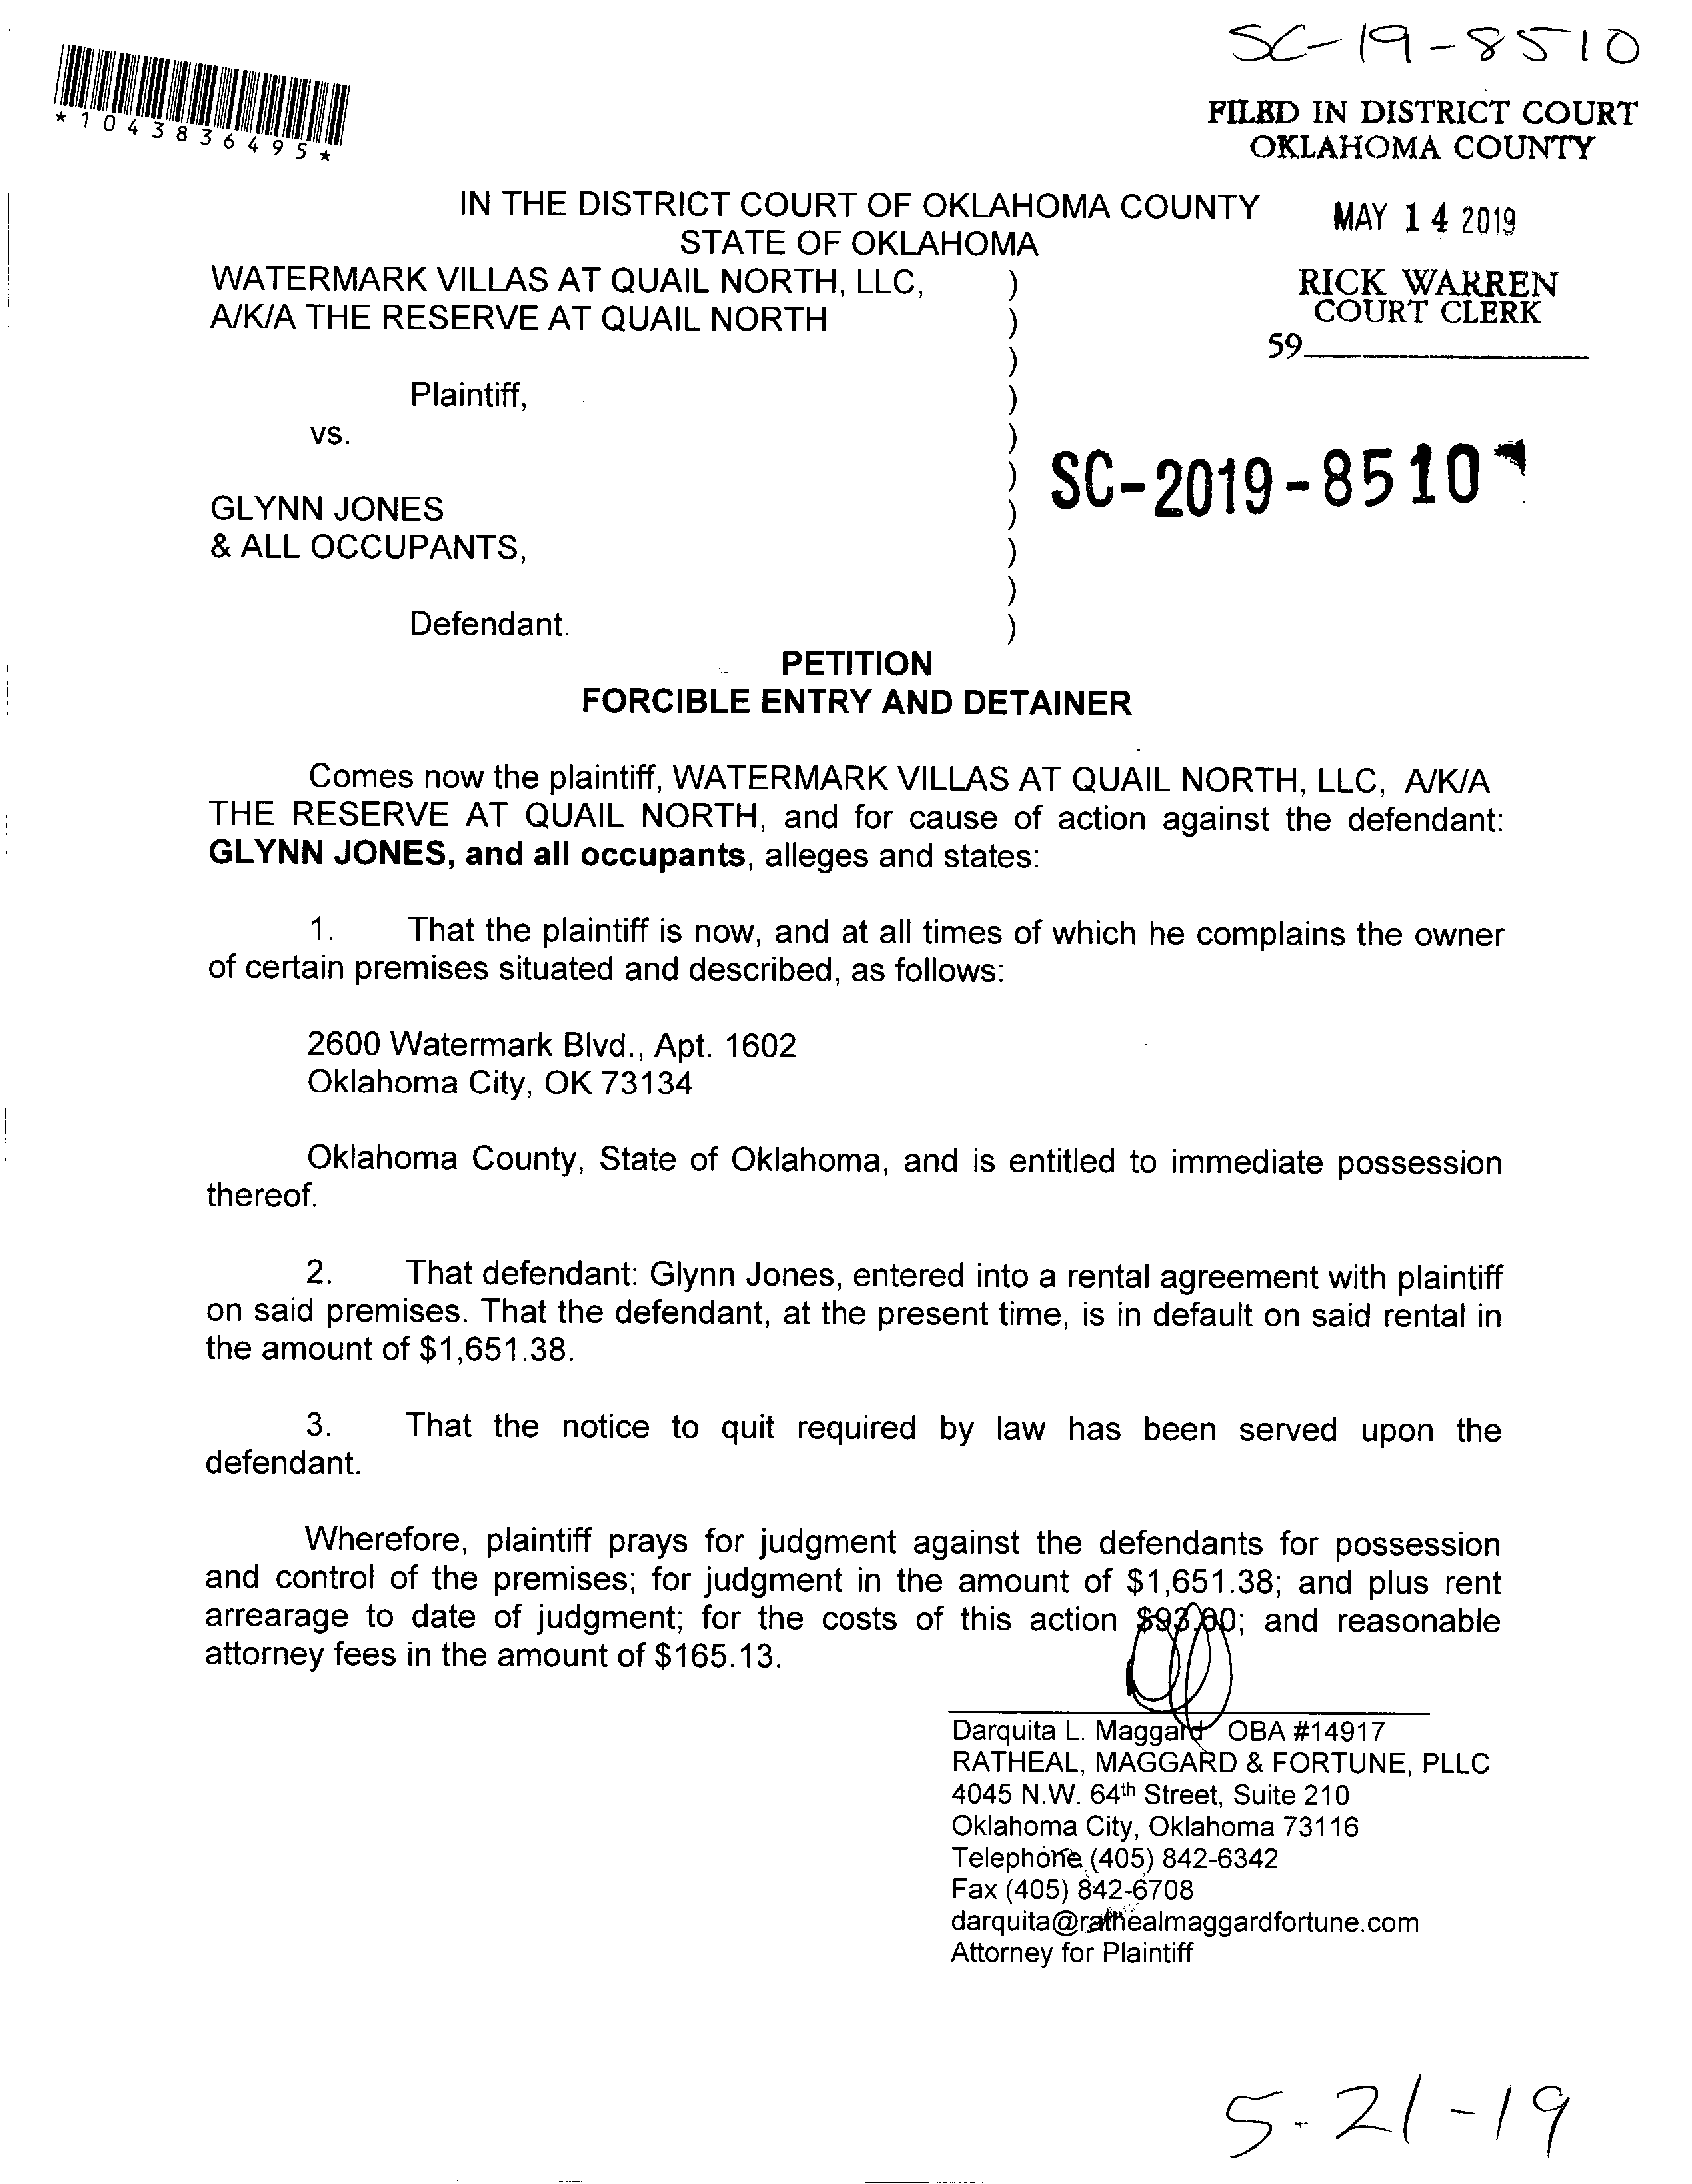 SC-19-8510
*1043836495*
FILED IN DISTRICT COURT
OKLAHOMA COUNTY
IN THE DISTRICT COURT OF OKLAHOMA COUNTY
STATE OF OKLAHOMA
MAY 14 2019
WATERMARK VILLAS AT QUAIL NORTH, LLC, )
A/K/A THE RESERVE AT QUAIL NORTH )
RICK WARREN
COURT CLERK
59
)
Plaintiff, )
vs. )
)
SC-2019-8510
GLYNN JONES )
& ALL OCCUPANTS, )
)
Defendant. )
PETITION
FORCIBLE ENTRY AND DETAINER
Comes now the plaintiff, WATERMARK VILLAS AT QUAIL NORTH, LLC, A/K/A
THE RESERVE AT QUAIL NORTH, and for cause of action against the defendant:
GLYNN JONES, and all occupants, alleges and states:
1. That the plaintiff is now, and at all times of which he complains the owner
of certain premises situated and described, as follows:
2600 Watermark Blvd., Apt. 1602
Oklahoma City, OK 73134
Oklahoma County, State of Oklahoma, and is entitled to immediate possession
thereof.
2. That defendant: Glynn Jones, entered into a rental agreement with plaintiff
on said premises. That the defendant, at the present time, is in default on said rental in
the amount of $1,651.38.
3. That the notice to quit required by law has been served upon the
defendant.
Wherefore, plaintiff prays for judgment against the defendants for possession
and control of the premises; for judgment in the amount of $1,651.38; and plus rent
arrearage to date of judgment; for the costs of this action $93.00; and reasonable
attorney fees in the amount of $165.13.
Darquita L. Maggard OBA #14917
RATHEAL, MAGGARD & FORTUNE, PLLC
4045 N.W. 64th Street, Suite 210
Oklahoma City, Oklahoma 73116
Telephone (405) 842-6342
Fax (405) 842-6708
darquita@rathealmaggardfortune.com
Attorney for Plaintiff
5-21-19